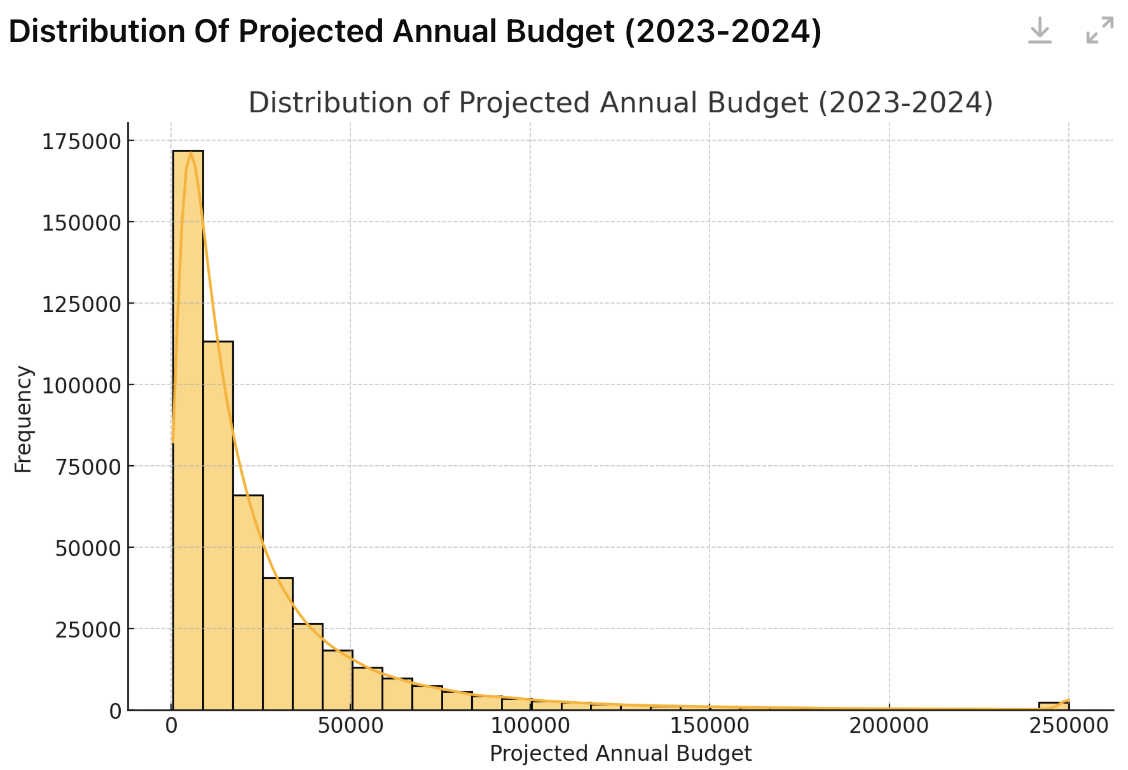 Distribution Of Projected Annual Budget (2023-2024)
Distribution of Projected Annual Budget (2023-2024)
175000
150000
125000
100000
75000
50000
25000
0
Frequency
0 50000 100000 150000 200000 250000
Projected Annual Budget